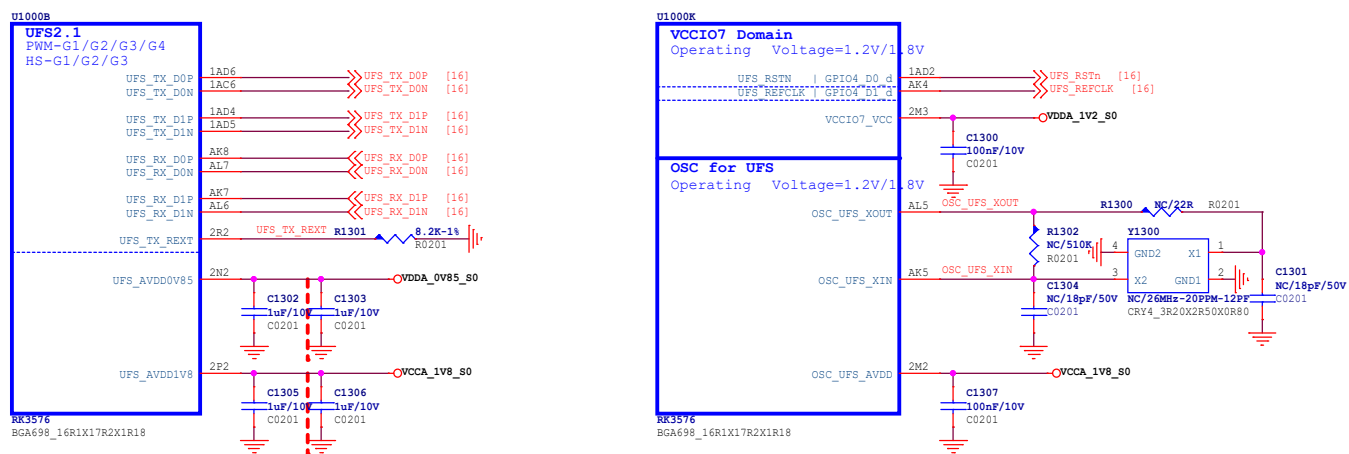 U1000B
UFS2.1
PWM-G1/G2/G3/G4
HS-G1/G2/G3
UFS_TX_D0P 1AD6 UFS_TX_D0P [16]
UFS_TX_D0N 1AC6 UFS_TX_D0N [16]
UFS_TX_D1P 1AD4 UFS_TX_D1P [16]
UFS_TX_D1N 1AD5 UFS_TX_D1N [16]
UFS_RX_D0P AK8 UFS_RX_D0P [16]
UFS_RX_D0N AL7 UFS_RX_D0N [16]
UFS_RX_D1P AK7 UFS_RX_D1P [16]
UFS_RX_D1N AL6 UFS_RX_D1N [16]
UFS_TX_REXT 2R2 UFS_TX_REXT R1301 8.2K-1%
R0201
UFS_AVDD0V85 2N2 VDDA_0V85_S0
C1302 C1303
1uF/10V 1uF/10V
C0201 C0201
UFS_AVDD1V8 2P2 VCCA_1V8_S0
C1305 C1306
1uF/10V 1uF/10V
C0201 C0201
RK3576
BGA698_16R1X17R2X1R18
U1000K
VCCIO7 Domain
Operating Voltage=1.2V/1.8V
UFS_RSTN | GPIO4_D0_d 1AD2 UFS_RSTn [16]
UFS_REFCLK | GPIO4_D1_d AK4 UFS_REFCLK [16]
VCCIO7_VCC 2M3 VDDA_1V2_S0
C1300
100nF/10V
C0201
OSC for UFS
Operating Voltage=1.2V/1.8V
OSC_UFS_XOUT AL5 OSC_UFS_XOUT R1300 NC/22R R0201
R1302
NC/510K
R0201
Y1300
4 GND2 X1 1
OSC_UFS_XIN AK5 OSC_UFS_XIN 3 X2 GND1 2
C1304
NC/18pF/50V
C0201
NC/26MHz-20PPM-12PF
CRY4_3R20X2R50X0R80
C1301
NC/18pF/50V
C0201
OSC_UFS_AVDD 2M2 VCCA_1V8_S0
C1307
100nF/10V
C0201
RK3576
BGA698_16R1X17R2X1R18